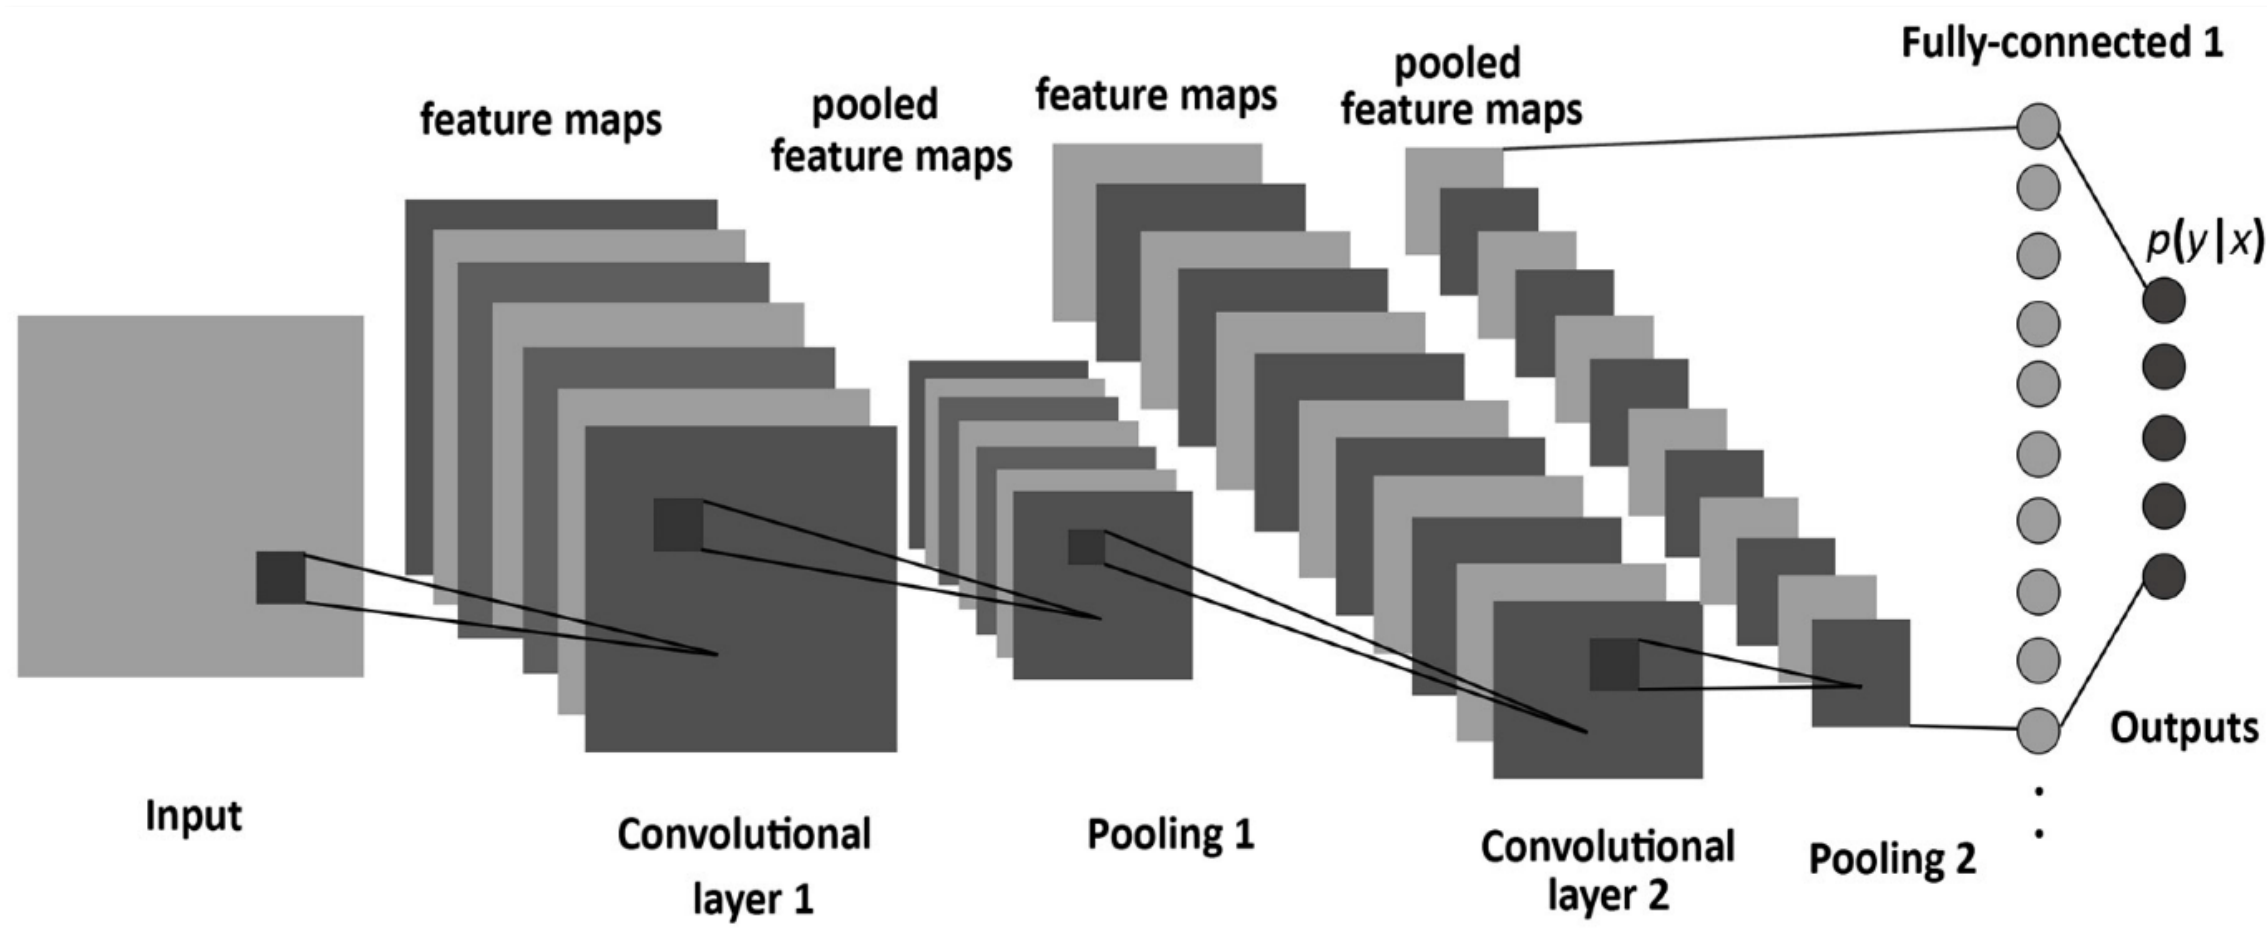 Fully-connected 1
pooled
feature maps
feature maps
pooled
feature maps
feature maps
p(y|x)
Outputs
Input
Convolutional
layer 1
Pooling 1
Convolutional
layer 2
Pooling 2